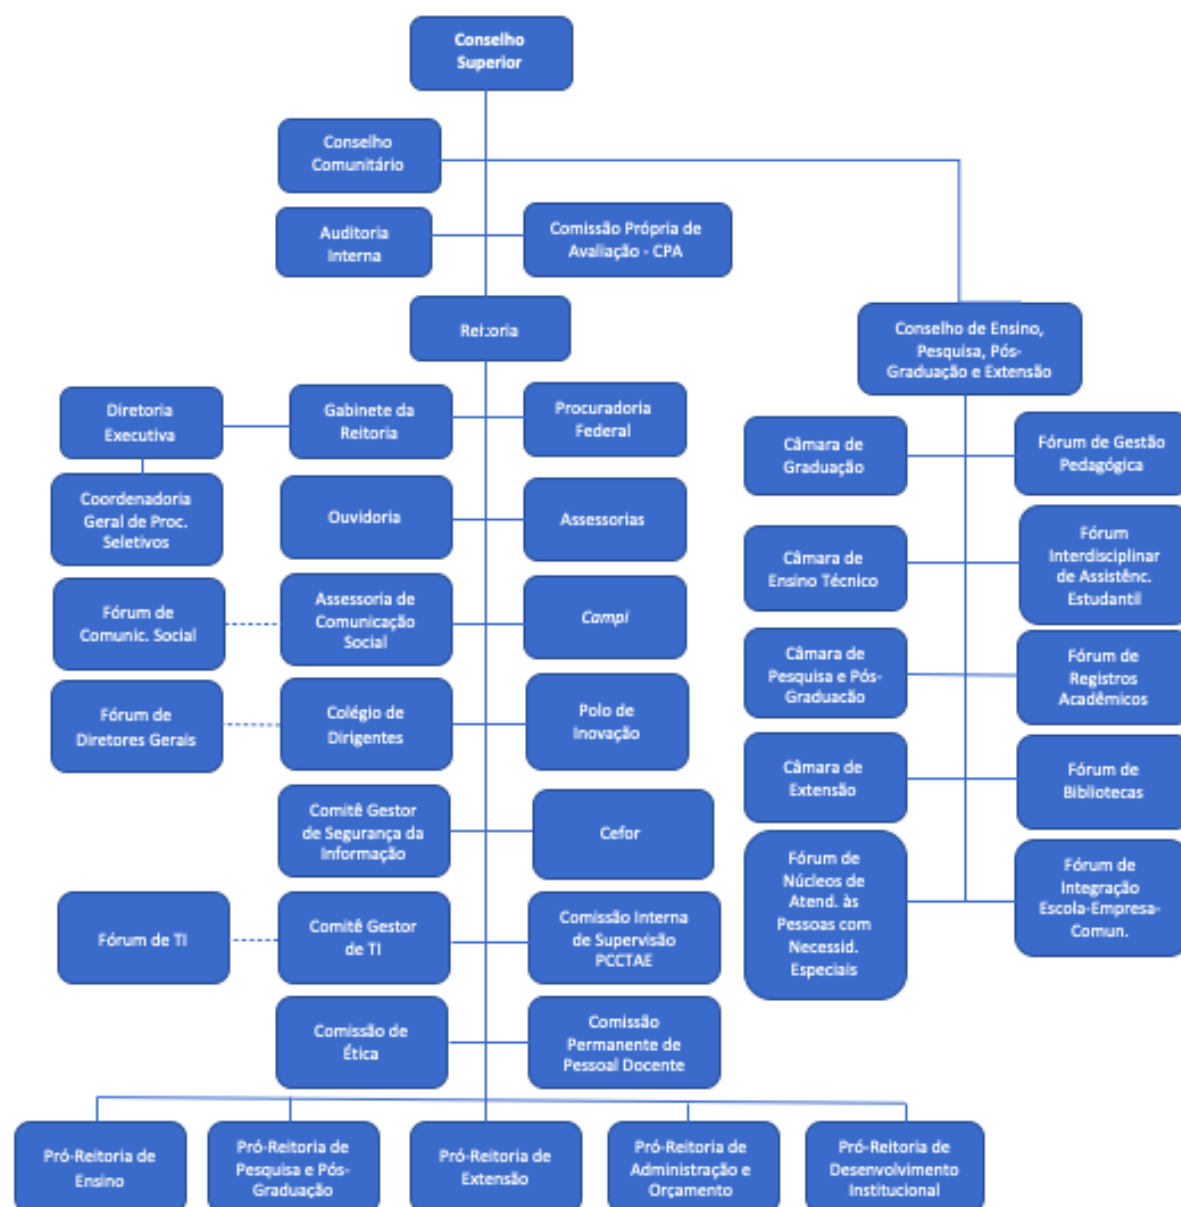 Conselho
Superior
Conselho
Comunitário
Auditoria
Interna
Comissão Própria de
Avaliação - CPA
Reitoria
Conselho de Ensino,
Pesquisa, Pós-
Graduação e Extensão
Diretoria
Executiva
Gabinete da
Reitoria
Procuradoria
Federal
Coordenadoria
Geral de Proc.
Seletivos
Ouvidoria
Assessorias
Fórum de
Comunic. Social
Assessoria de
Comunicação
Social
Campi
Fórum de
Diretores Gerais
Colégio de
Dirigentes
Polo de
Inovação
Comitê Gestor
de Segurança da
Informação
Cefor
Fórum de TI
Comitê Gestor
de TI
Comissão Interna
de Supervisão
PCCTAE
Comissão de
Ética
Comissão
Permanente de
Pessoal Docente
Câmara de
Graduação
Fórum de Gestão
Pedagógica
Câmara de
Ensino Técnico
Fórum
Interdisciplinar
de Assistênc.
Estudantil
Câmara de
Pesquisa e Pós-
Graduacão
Fórum de
Registros
Acadêmicos
Câmara de
Extensão
Fórum de
Bibliotecas
Fórum de
Núcleos de
Atend. às
Pessoas com
Necessid.
Especiais
Fórum de
Integração
Escola-Empresa-
Comun.
Pró-Reitoria de
Ensino
Pró-Reitoria de
Pesquisa e Pós-
Graduação
Pró-Reitoria de
Extensão
Pró-Reitoria de
Administração e
Orçamento
Pró-Reitoria de
Desenvolvimento
Institucional